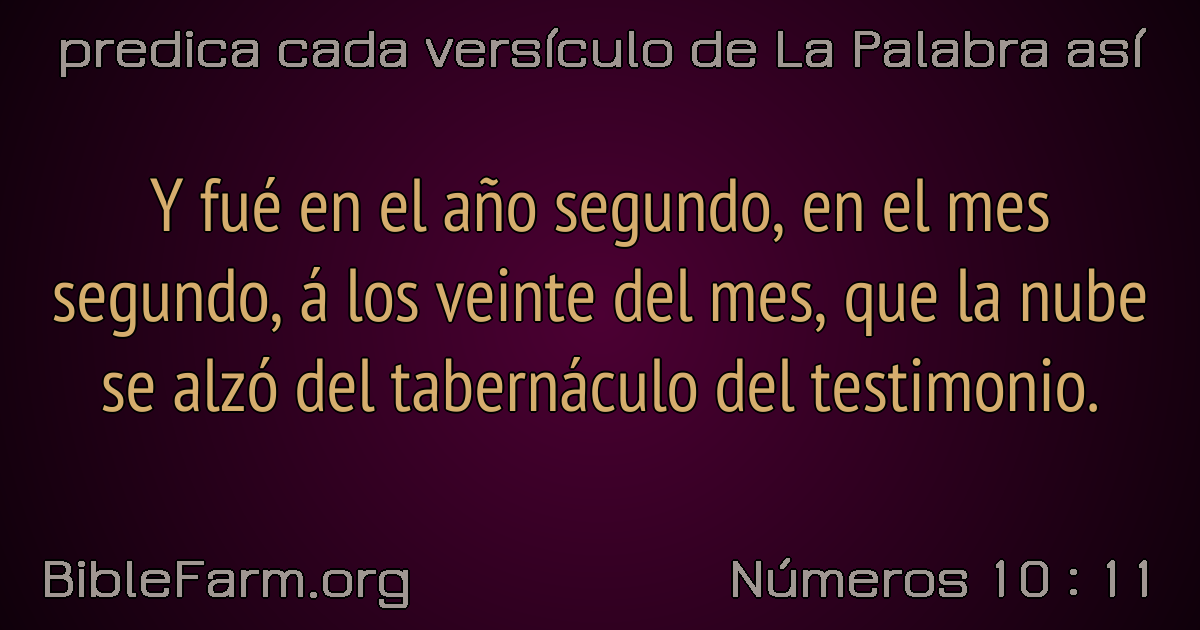 predica cada versículo de La Palabra así
Y fué en el año segundo, en el mes
segundo, á los veinte del mes, que la nube
se alzó del tabernáculo del testimonio.
BibleFarm.org
Números 10 : 11